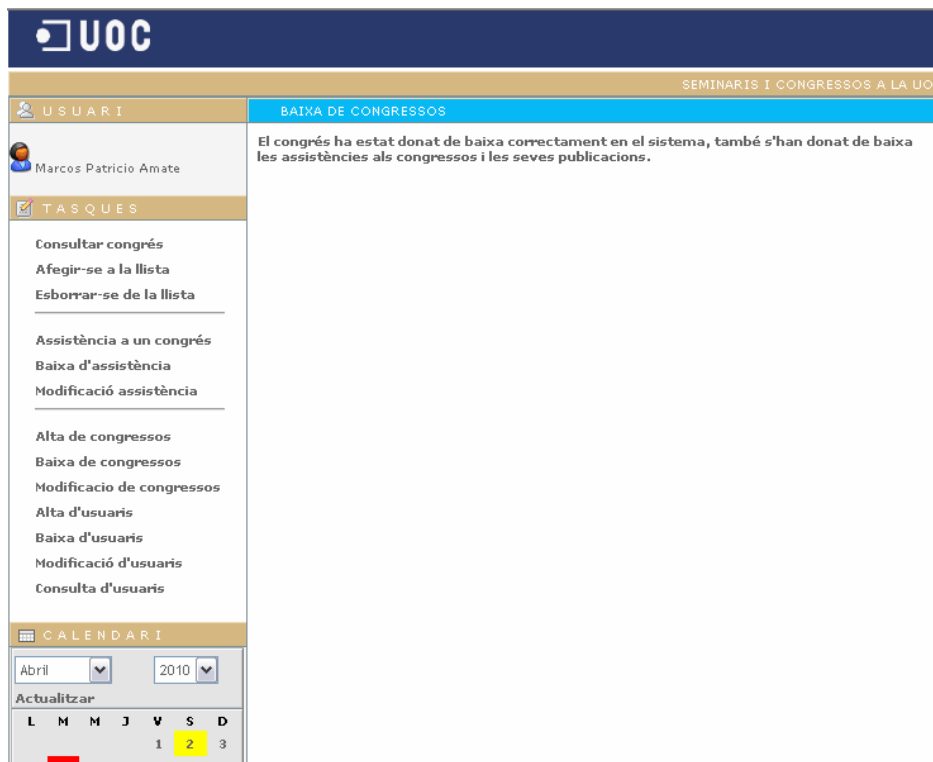 UOC
SEMINARIS I CONGRESSOS A LA UO
USUARI
Marcos Patricio Amate
TASQUES
Consultar congrés
Afegir-se a la llista
Esborrar-se de la llista
Assistència a un congrés
Baixa d'assistència
Modificació assistència
Alta de congressos
Baixa de congressos
Modificacio de congressos
Alta d'usuaris
Baixa d'usuaris
Modificació d'usuaris
Consulta d'usuaris
CALENDARI
Abril 2010
Actualitzar
L M M J V S D
1 2 3
BAIXA DE CONGRESSOS
El congrés ha estat donat de baixa correctament en el sistema, també s'han donat de baixa
les assistències als congressos i les seves publicacions.